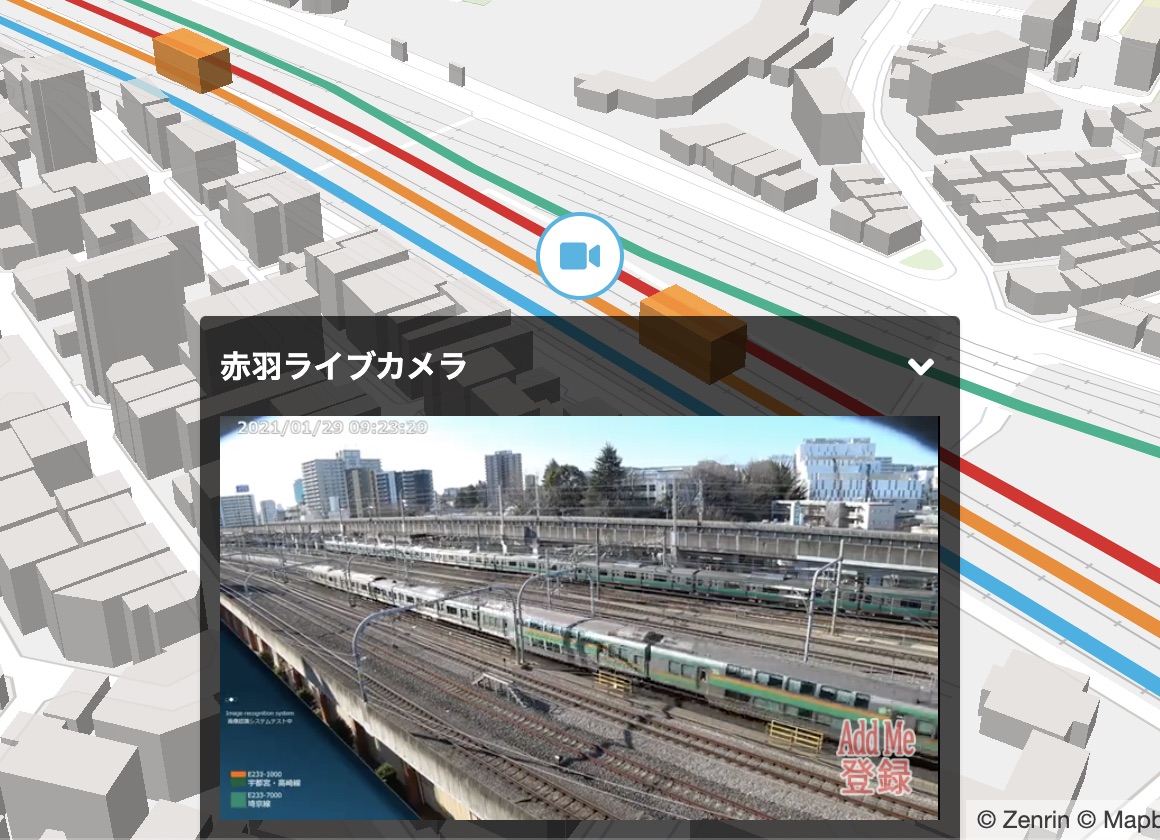 赤羽ライブカメラ
2021/01/29 09:23:20
Image recognition system
画像認識システムテスト中
E233-3000
宇都宮・高崎線
E233-7000
埼京線
Add Me
登録
© Zenrin © Mapb